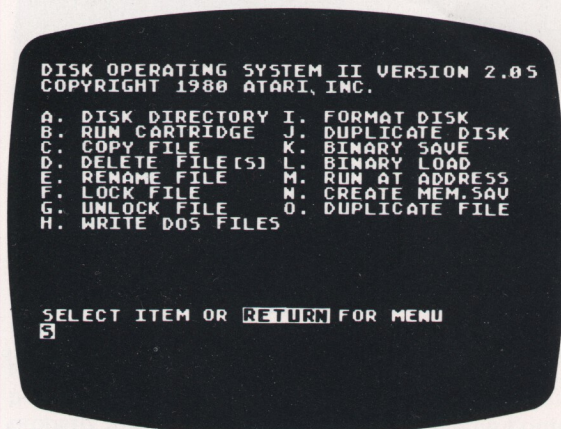 DISK OPERATING SYSTEM II VERSION 2.0S
COPYRIGHT 1980 ATARI, INC.
A. DISK DIRECTORY I. FORMAT DISK
B. RUN CARTRIDGE J. DUPLICATE DISK
C. COPY FILE K. BINARY SAVE
D. DELETE FILE[S] L. BINARY LOAD
E. RENAME FILE M. RUN AT ADDRESS
F. LOCK FILE N. CREATE MEM.SAV
G. UNLOCK FILE O. DUPLICATE FILE
H. WRITE DOS FILES
SELECT ITEM OR RETURN FOR MENU
S